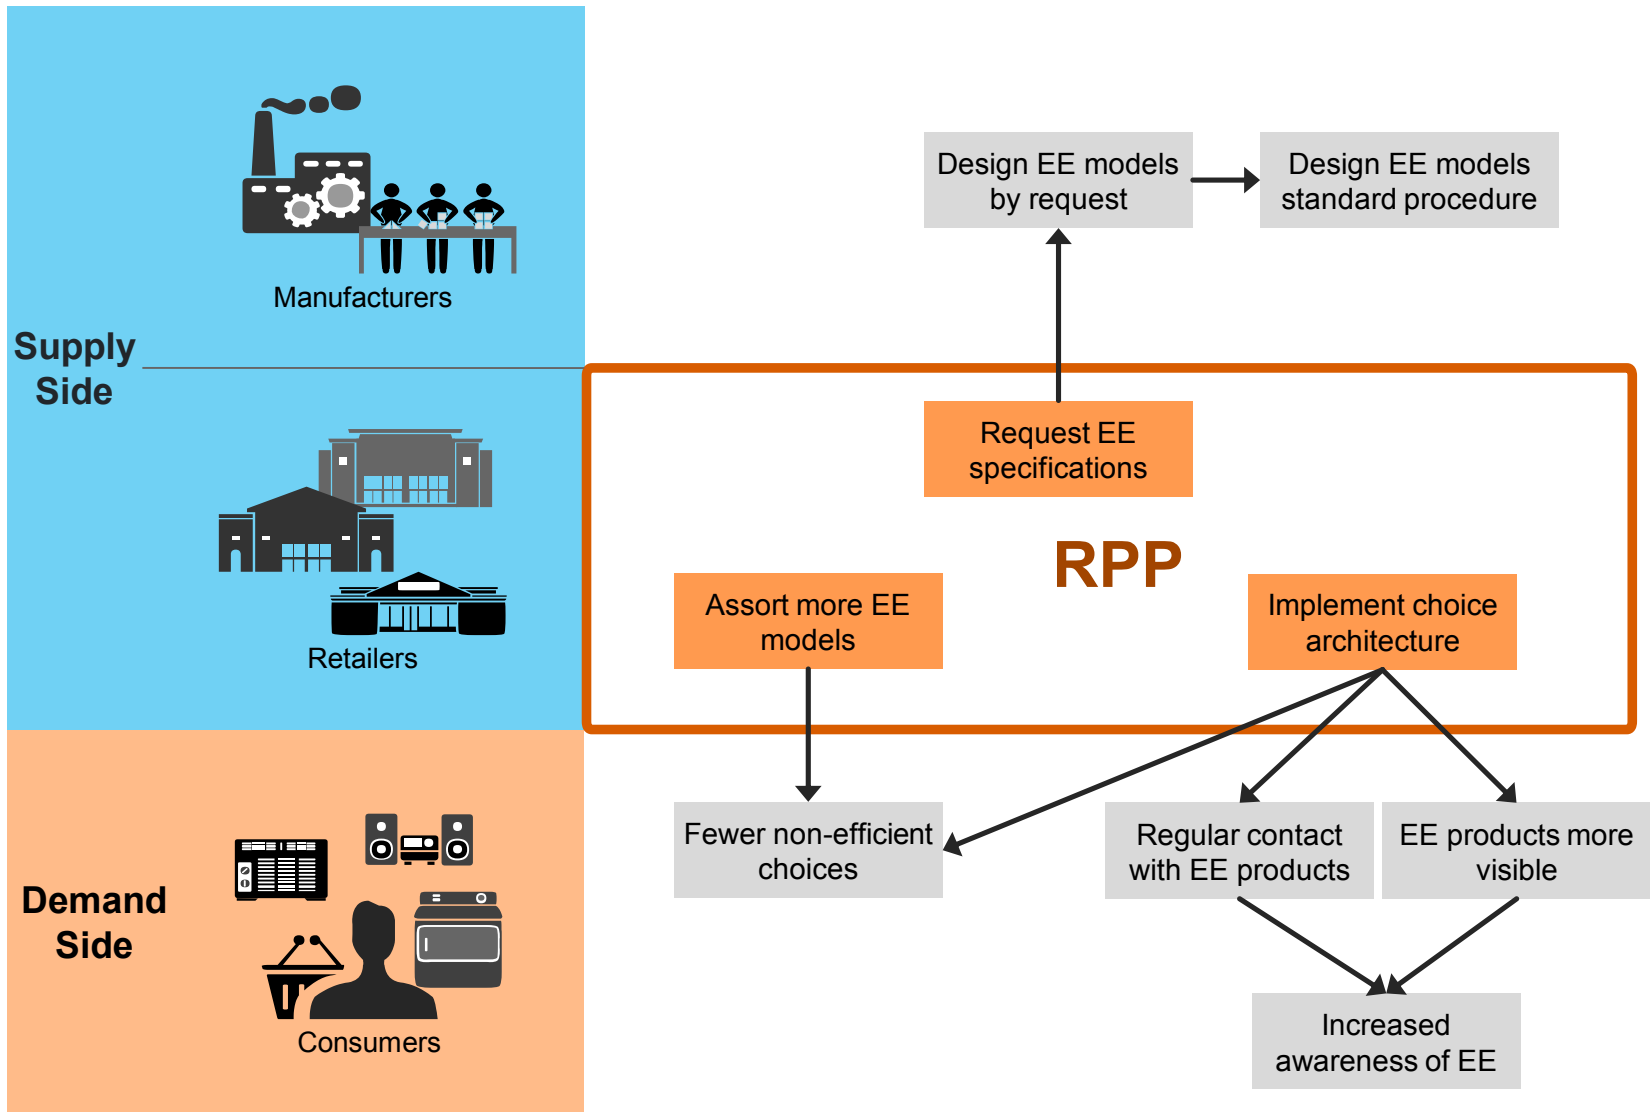 Supply
Side
Manufacturers
Retailers
Demand
Side
Consumers
Design EE models
by request
Design EE models
standard procedure
Request EE
specifications
RPP
Assort more EE
models
Implement choice
architecture
Fewer non-efficient
choices
Regular contact
with EE products
EE products more
visible
Increased
awareness of EE